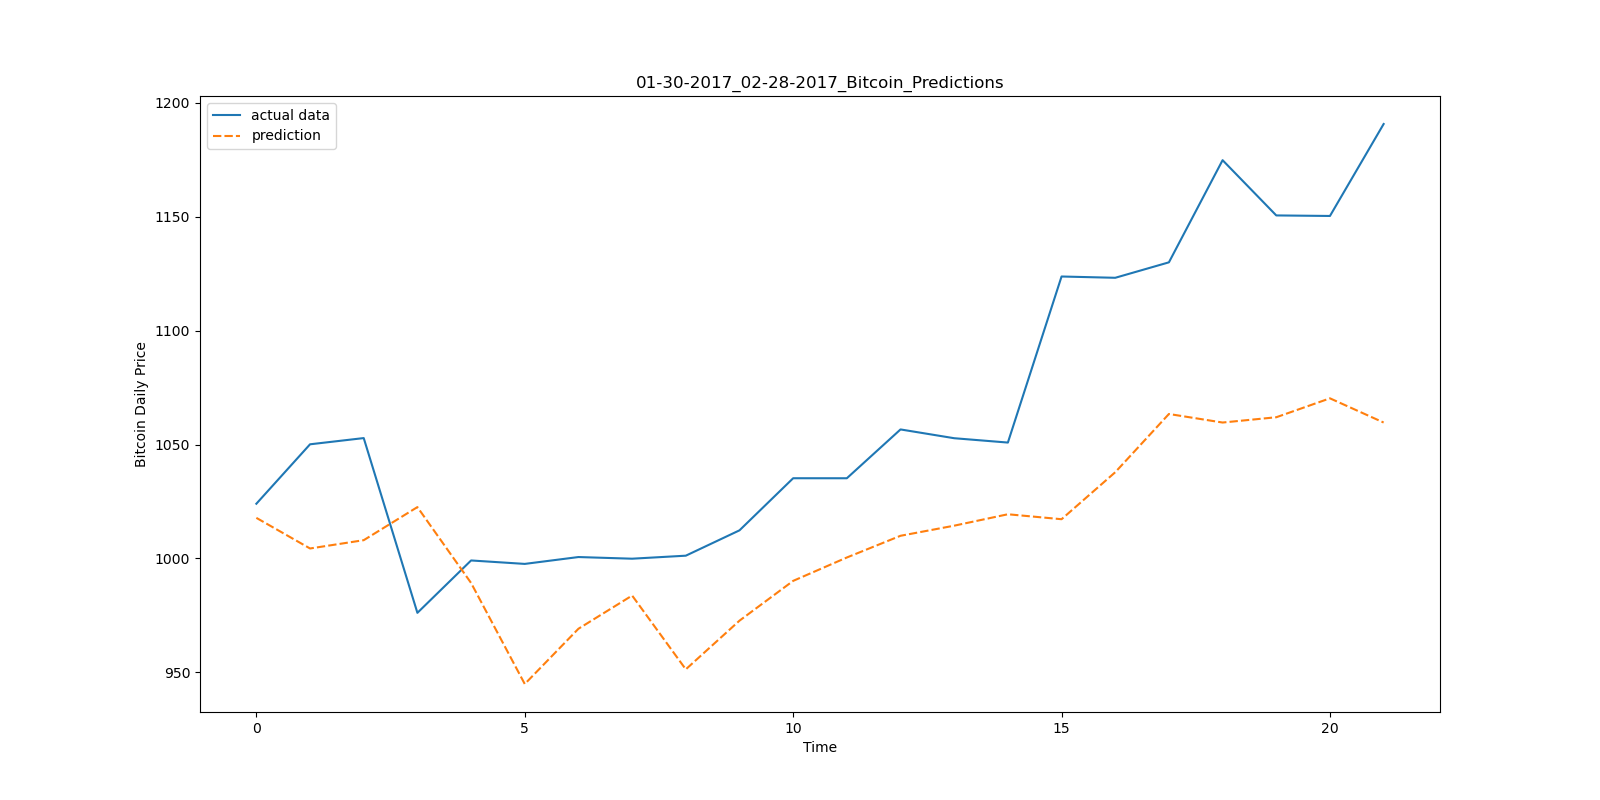 01-30-2017_02-28-2017_Bitcoin_Predictions
actual data
prediction
1200
1150
1100
1050
1000
950
Bitcoin Daily Price
0 5 10 15 20
Time